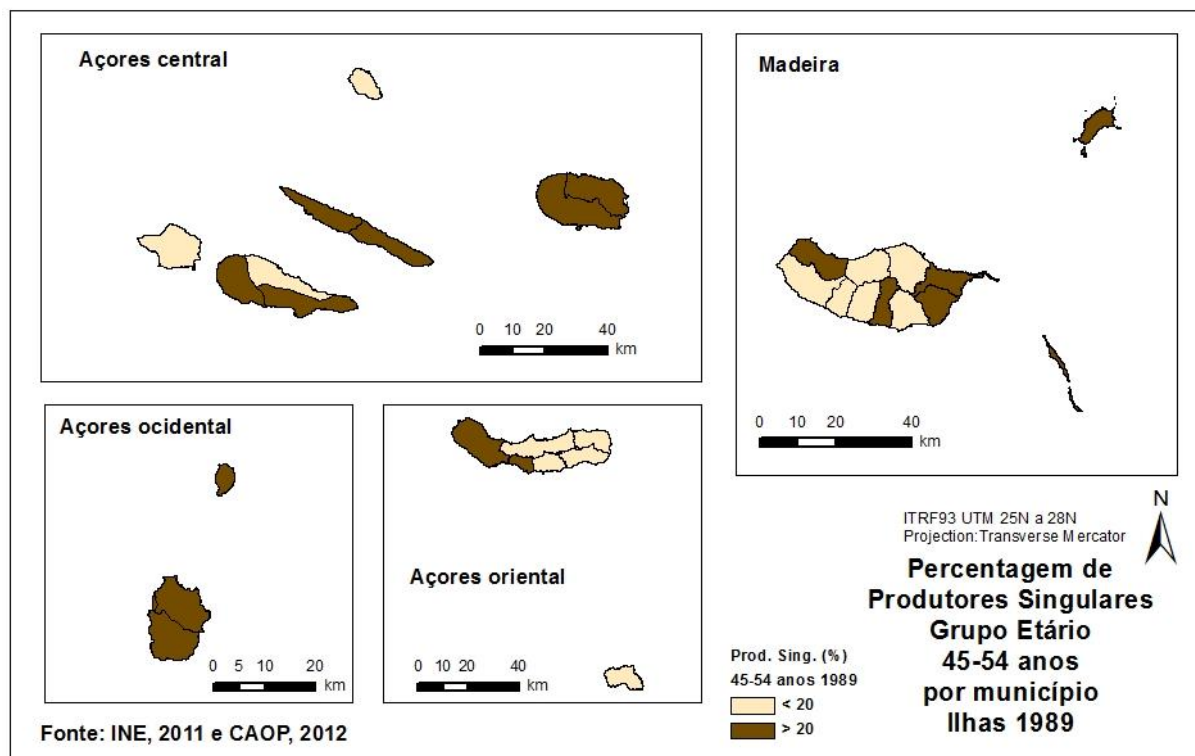 Açores central
0 10 20 40
km
Madeira
0 10 20 40
km
Açores ocidental
0 5 10 20
km
Açores oriental
0 10 20 40
km
N
ITRF93 UTM 25N a 28N
Projection:Transverse Mercator
Percentagem de
Produtores Singulares
Grupo Etário
45-54 anos
por município
Ilhas 1989
Prod. Sing. (%)
45-54 anos 1989
< 20
> 20
Fonte: INE, 2011 e CAOP, 2012